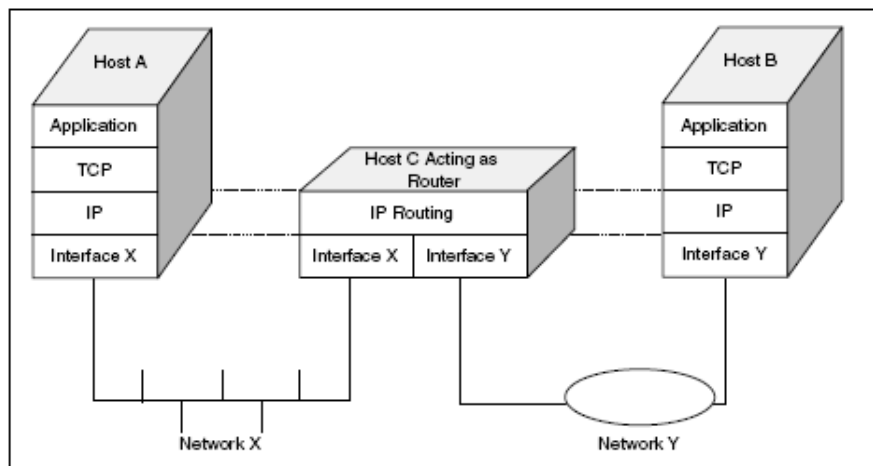 Host A
Application
TCP
IP
Interface X
Host C Acting as
Router
IP Routing
Interface X
Interface Y
Host B
Application
TCP
IP
Interface Y
Network X
Network Y